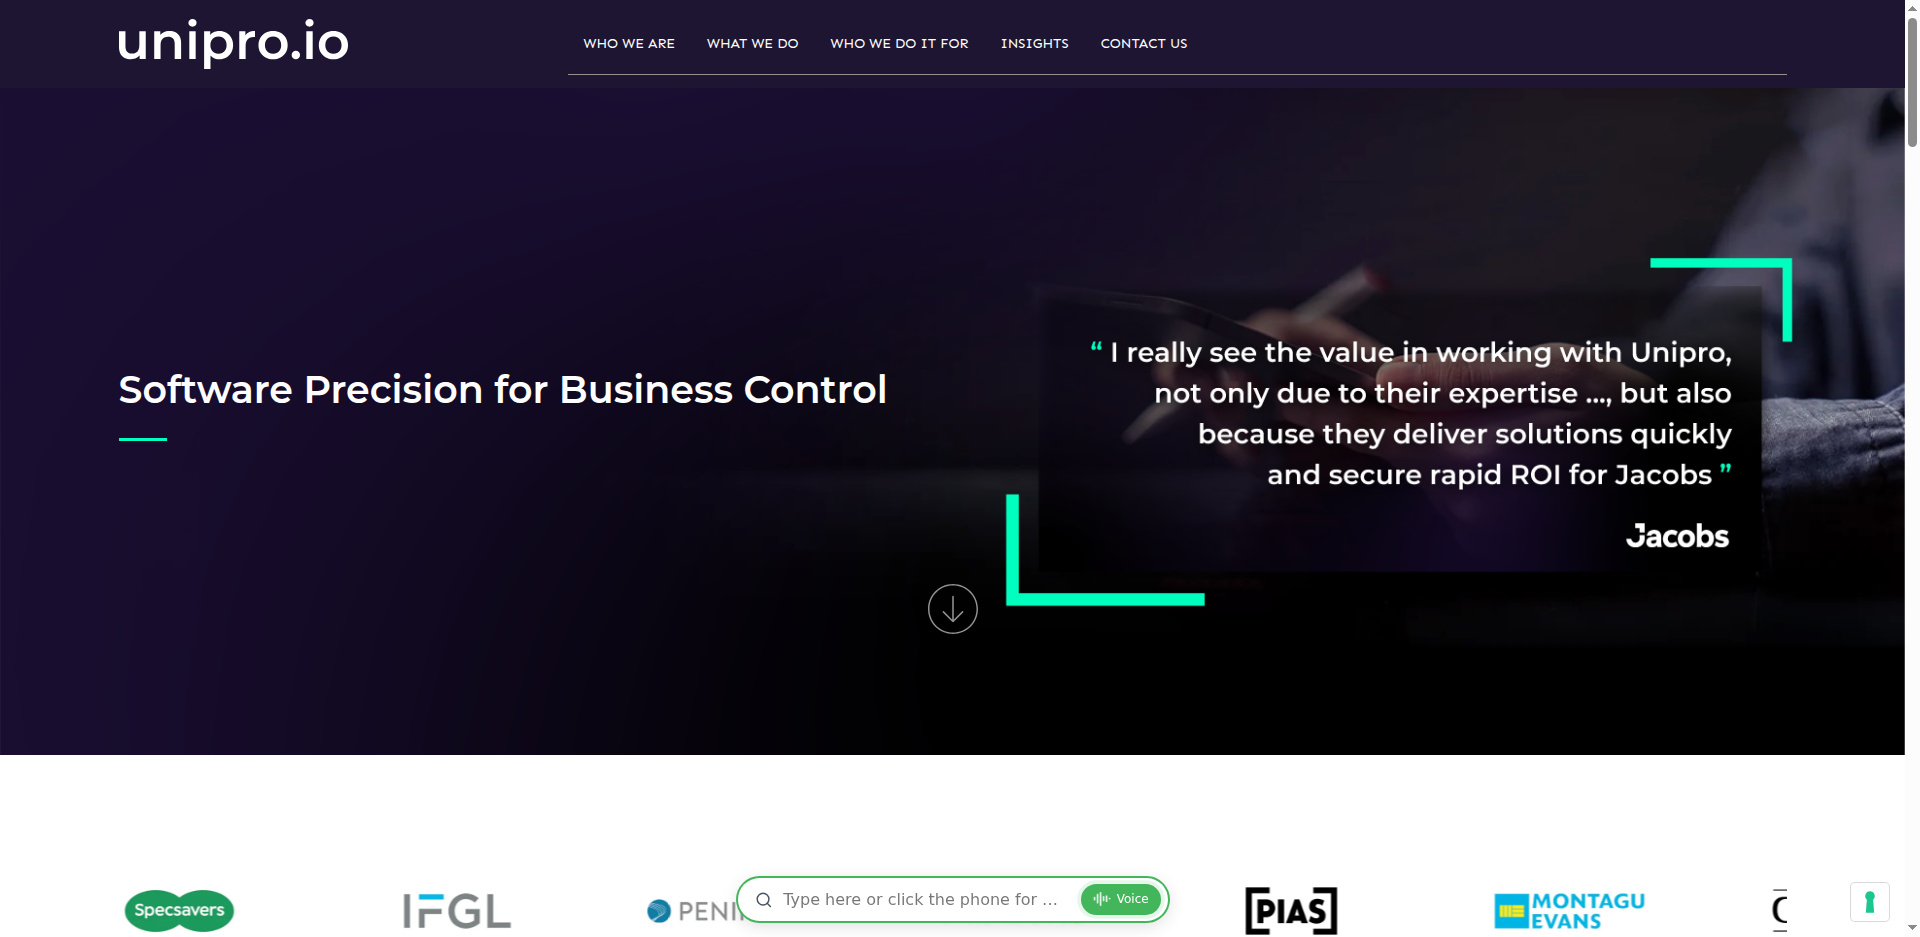 unipro.io
WHO WE ARE
WHAT WE DO
WHO WE DO IT FOR
INSIGHTS
CONTACT US
Software Precision for Business Control
“ I really see the value in working with Unipro,
not only due to their expertise ..., but also
because they deliver solutions quickly
and secure rapid ROI for Jacobs ”
Jacobs
Specsavers
IFGL
Type here or click the phone for ...
Voice
[PIAS]
MONTAGU
EVANS